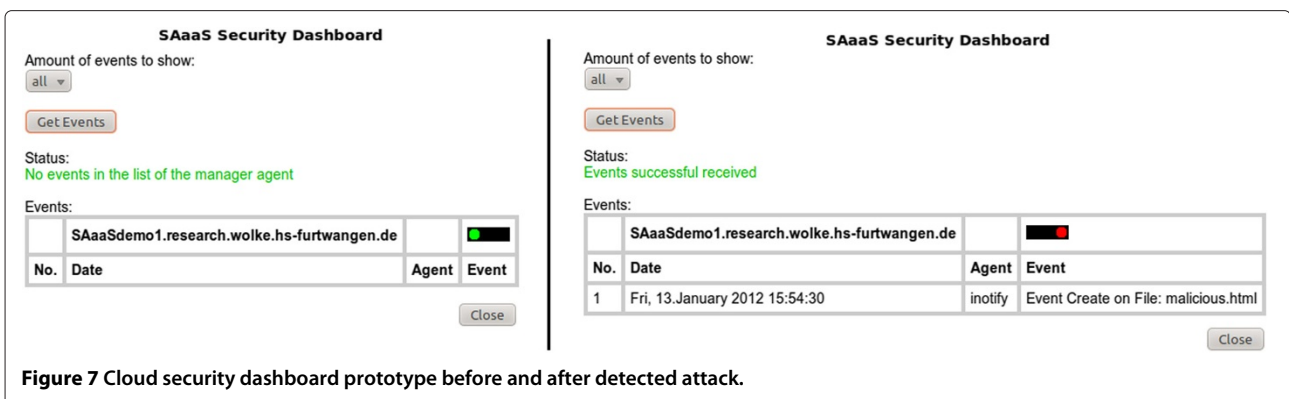 SAaaS Security Dashboard
Amount of events to show:
all
Get Events
Status:
No events in the list of the manager agent
Events:
SAaaSdemo1.research.wolke.hs-furtwangen.de
No. Date Agent Event
Close
SAaaS Security Dashboard
Amount of events to show:
all
Get Events
Status:
Events successful received
Events:
SAaaSdemo1.research.wolke.hs-furtwangen.de
No. Date Agent Event
1 Fri, 13.January 2012 15:54:30 inotify Event Create on File: malicious.html
Close
Figure 7 Cloud security dashboard prototype before and after detected attack.